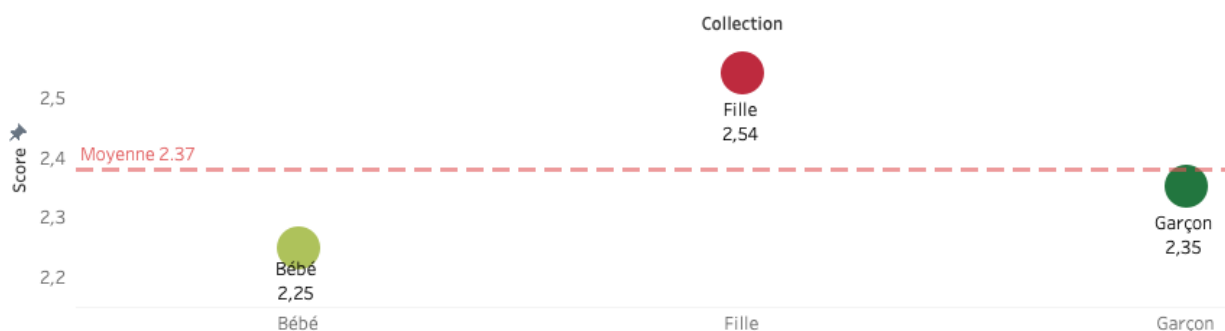 Collection
Score
2,5
2,4
2,3
2,2
Moyenne 2.37
Fille
2,54
Garçon
2,35
Bébé
2,25
Bébé
Fille
Garçon